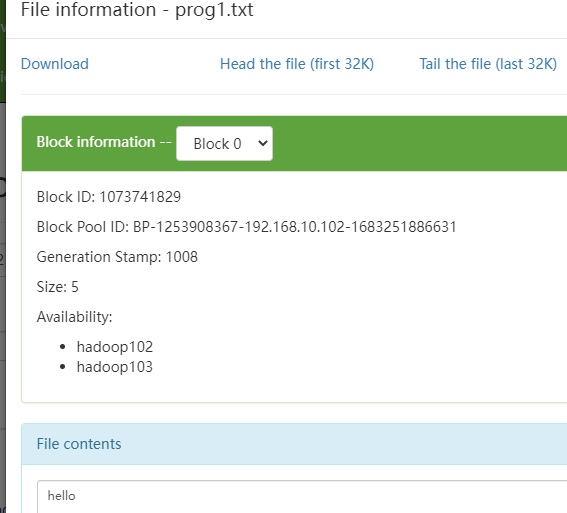 File information - prog1.txt
Download Head the file (first 32K) Tail the file (last 32K)
Block information -- Block 0
Block ID: 1073741829
Block Pool ID: BP-1253908367-192.168.10.102-1683251886631
Generation Stamp: 1008
Size: 5
Availability:
hadoop102
hadoop103
File contents
hello